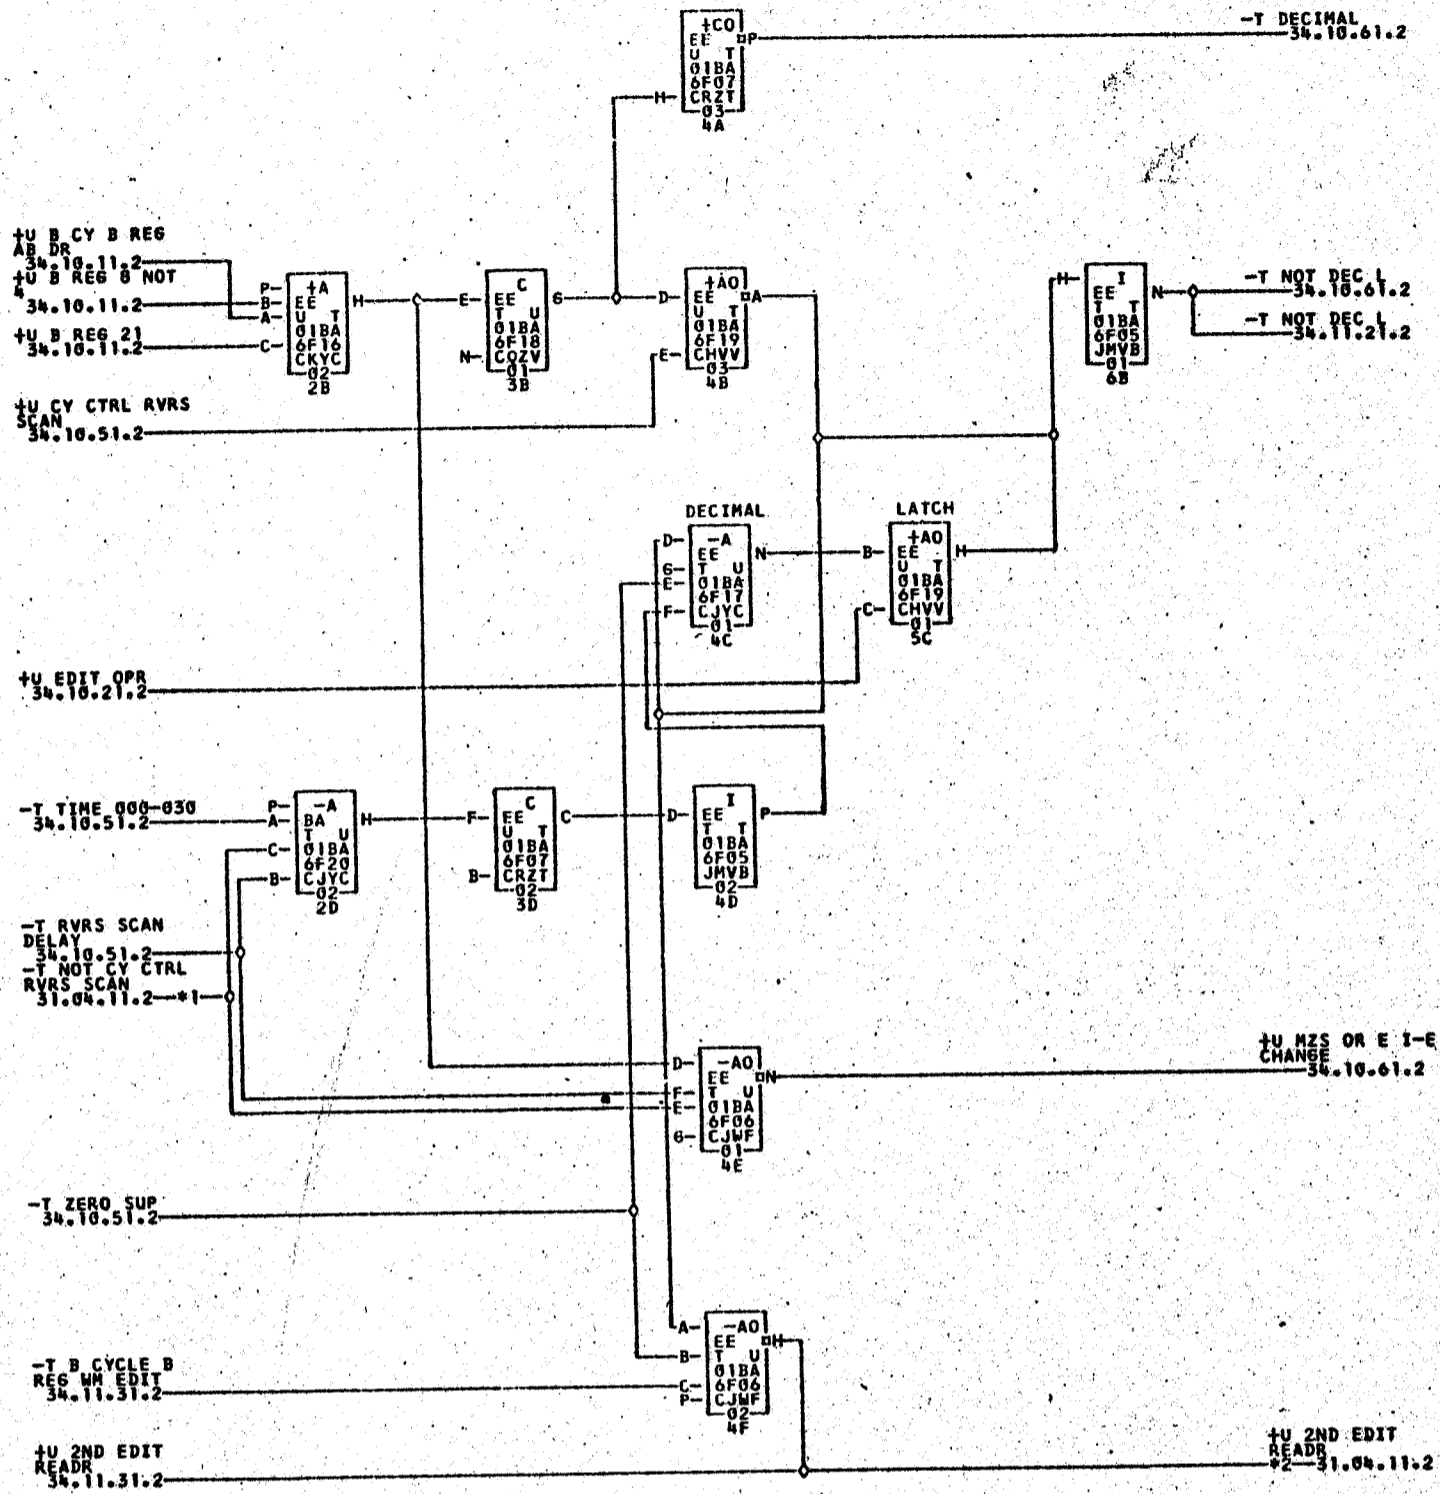 +CO
EE P
U T
01BA
6F07
H CRZT
03
4A
-T DECIMAL
34.10.61.2
+U B CY B REG
AB DR
34.10.11.2
+U B REG 8 NOT
4
34.10.11.2
+U B REG 21
34.10.11.2
P +A
B EE H
A U T
01BA
C 6F16
CKYC
02
2B
C
E EE G
T U
01BA
6F18
N CQZV
01
3B
+AO
D EE A
U T
01BA
6F19
E CHVV
03
4B
H I
EE N
T T
01BA
6F05
JMVB
01
6B
-T NOT DEC L
34.10.61.2
-T NOT DEC L
34.11.21.2
+U CY CTRL RVRS
SCAN
34.10.51.2
DECIMAL
D -A
EE N
G T U
E 01BA
6F17
F CJYC
01
4C
LATCH
+AO
B EE H
U T
01BA
6F19
C CHVV
01
5C
+U EDIT OPR
34.10.21.2
-T TIME 000-030
34.10.51.2
P -A
A BA H
T U
C 01BA
6F20
B CJYC
02
2D
C
F EE C
U T
01BA
6F07
B CRZT
02
3D
I
D EE P
T T
01BA
6F05
JMVB
02
4D
-T RVRS SCAN
DELAY
34.10.51.2
-T NOT CY CTRL
RVRS SCAN
31.04.11.2 *1
D -AO
EE N
F T U
E 01BA
6F06
G CJWF
01
4E
+U MZS OR E I-E
CHANGE
34.10.61.2
-T ZERO SUP
34.10.51.2
A -AO
EE H
B T U
01BA
C 6F06
P CJWF
02
4F
-T B CYCLE B
REG WM EDIT
34.11.31.2
+U 2ND EDIT
READR
34.11.31.2
+U 2ND EDIT
READR
*2 31.04.11.2